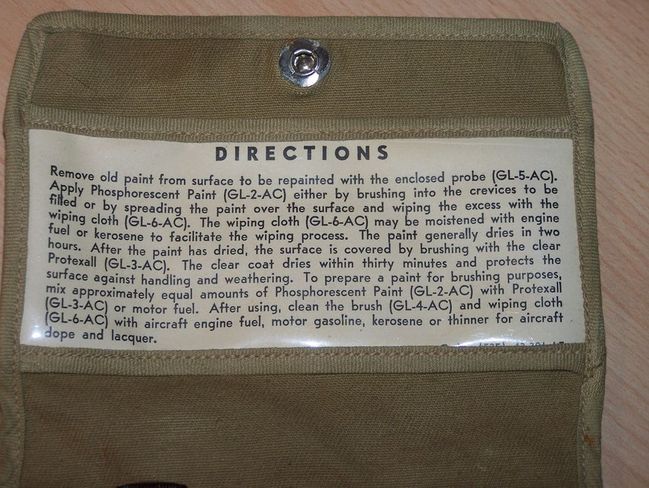 DIRECTIONS
Remove old paint from surface to be repainted with the enclosed probe (GL-5-AC).
Apply Phosphorescent Paint (GL-2-AC) either by brushing into the crevices to be
filled or by spreading the paint over the surface and wiping the excess with the
wiping cloth (GL-6-AC). The wiping cloth (GL-6-AC) may be moistened with engine
fuel or kerosene to facilitate the wiping process. The paint generally dries in two
hours. After the paint has dried, the surface is covered by brushing with the clear
Protexall (GL-3-AC). The clear coat dries within thirty minutes and protects the
surface against handling and weathering. To prepare a paint for brushing purposes,
mix approximately equal amounts of Phosphorescent Paint (GL-2-AC) with Protexall
(GL-3-AC) or motor fuel. After using, clean the brush (GL-4-AC) and wiping cloth
(GL-6-AC) with aircraft engine fuel, motor gasoline, kerosene or thinner for aircraft
dope and lacquer.